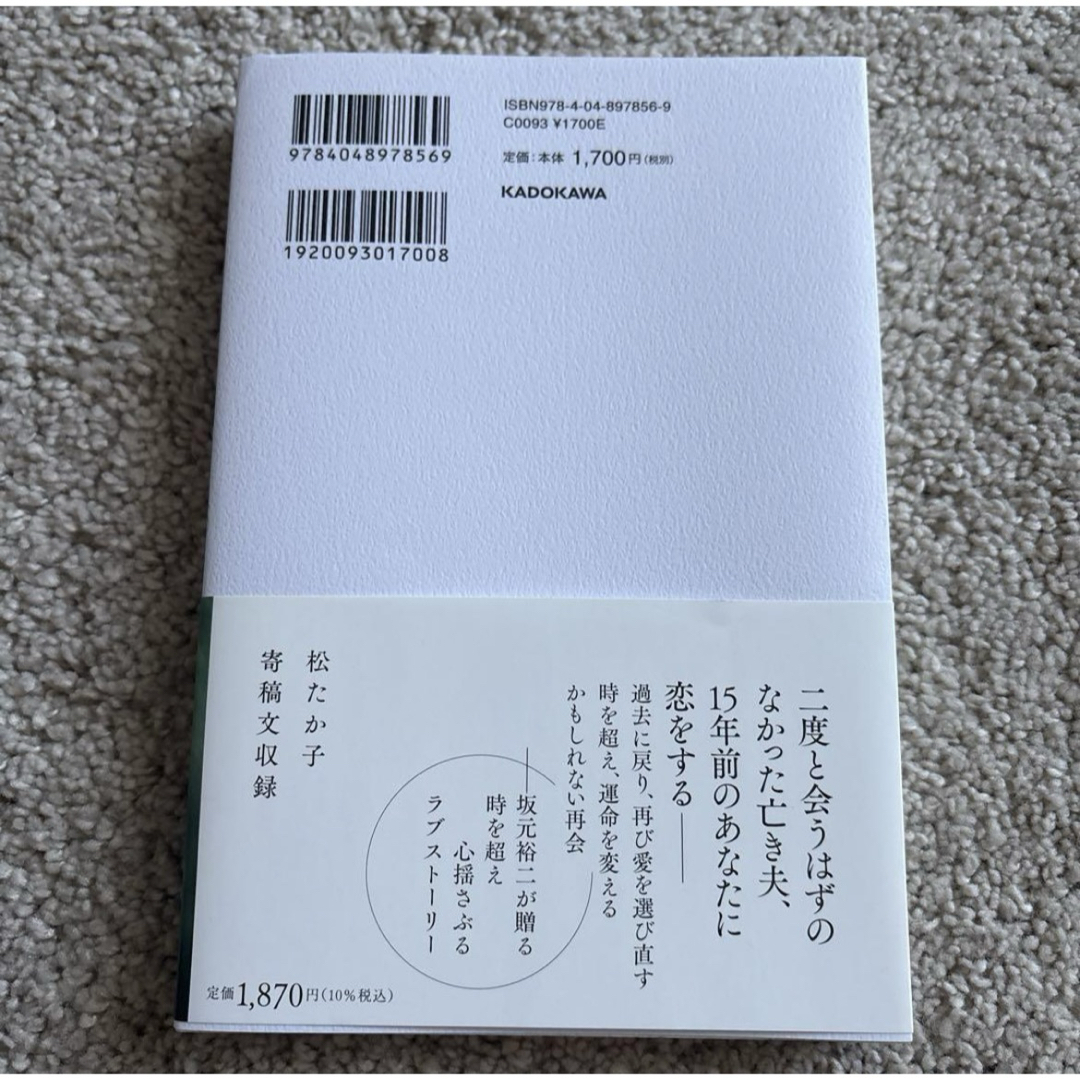 9784048978569
1920093017008
ISBN978-4-04-897856-9
C0093 ¥1700E
定価:本体 1,700円(税別)
KADOKAWA
二度と会うはずの
なかった亡き夫、
15年前のあなたに
恋をする――
過去に戻り、再び愛を選び直す
時を超え、運命を変える
かもしれない再会
――坂元裕二が贈る
時を超え
心揺さぶる
ラブストーリー
松たか子
寄稿文収録
定価1,870円(10%税込)